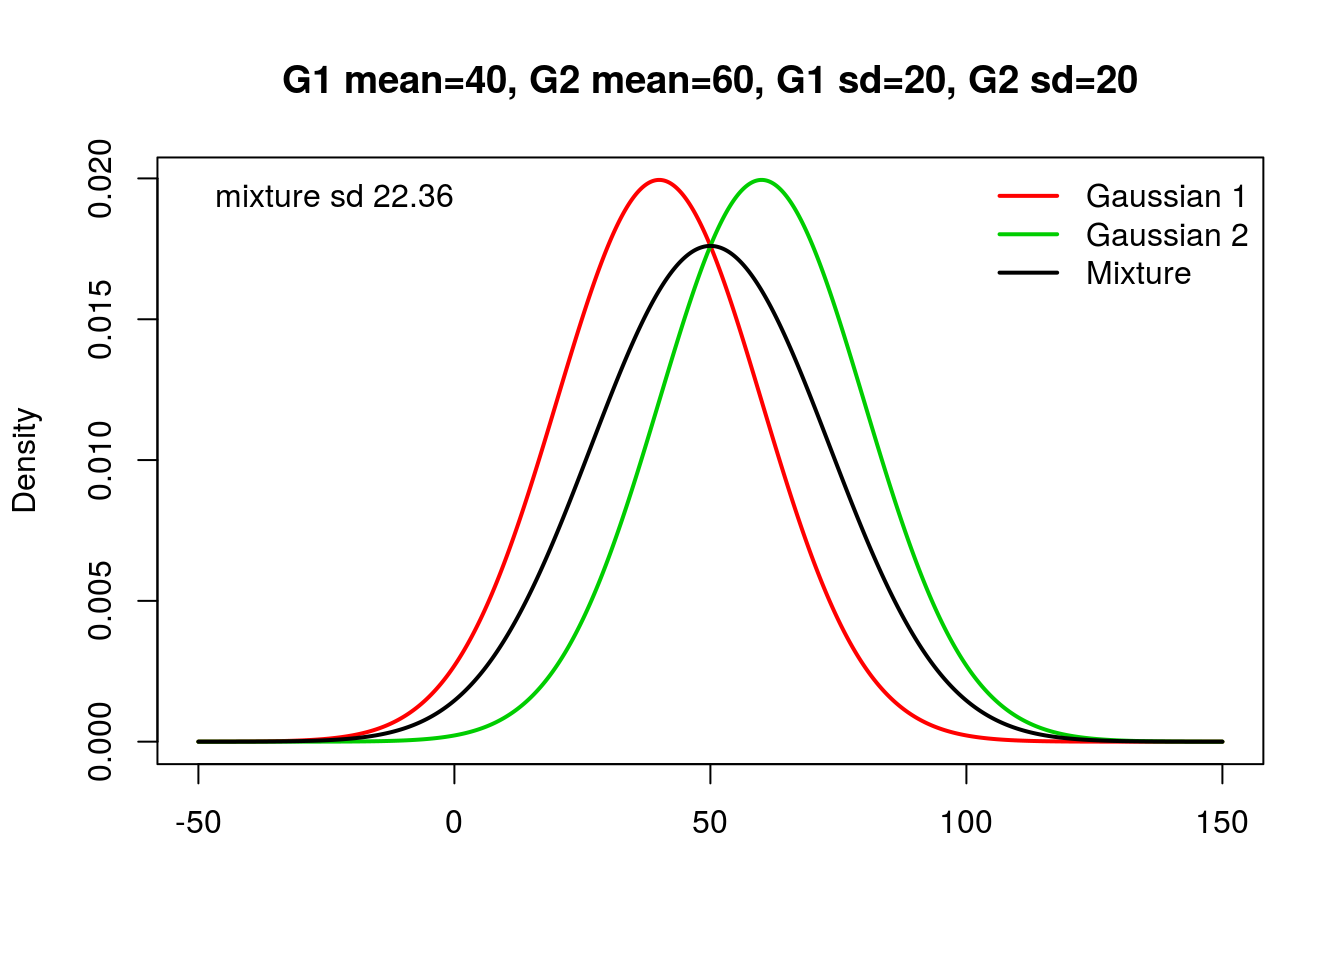 G1 mean=40, G2 mean=60, G1 sd=20, G2 sd=20
mixture sd 22.36
Gaussian 1
Gaussian 2
Mixture
Density
0.020
0.015
0.010
0.005
0.000
-50 0 50 100 150